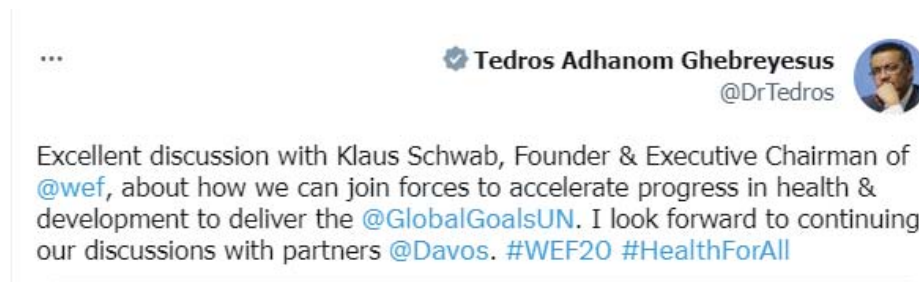 ...
Tedros Adhanom Ghebreyesus
@DrTedros
Excellent discussion with Klaus Schwab, Founder & Executive Chairman of
@wef, about how we can join forces to accelerate progress in health &
development to deliver the @GlobalGoalsUN. I look forward to continuing
our discussions with partners @Davos. #WEF20 #HealthForAll